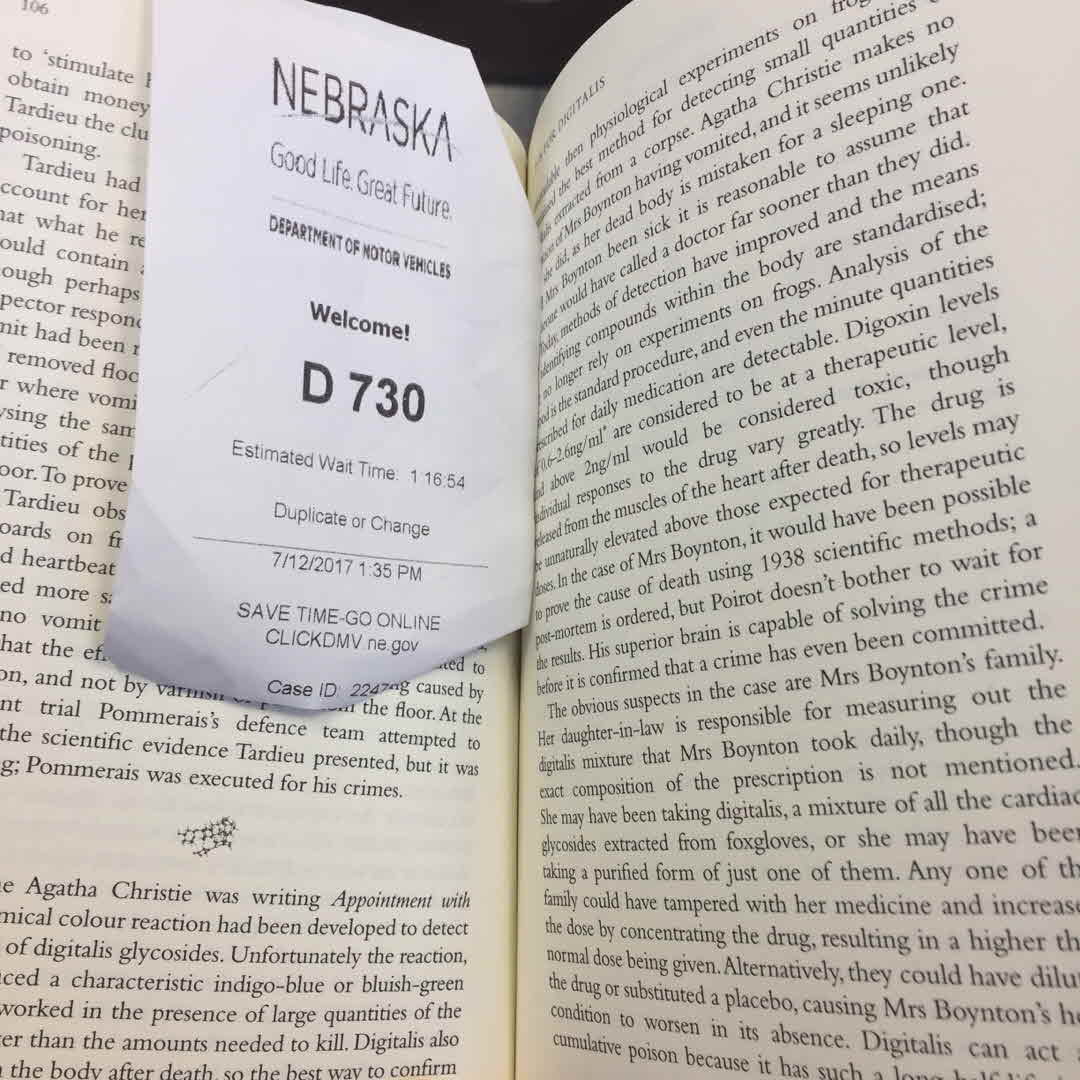 106
to 'stimulate
obtain money
Tardieu the clu
poisoning.
Tardieu had
ccount for her
hat what he re
ould contain
ough perhaps
pector respond
mit had been
removed floo
r where vomi
ysing the sam
tities of the
oor. To prove
Tardieu obs
oards on fr
d heartbeat
ed more sa
no vomit
hat the eff
on, and not by varnish the floor. At the
nt trial Pommerais's defence team attempted to
the scientific evidence Tardieu presented, but it was
g; Pommerais was executed for his crimes.
e Agatha Christie was writing Appointment with
mical colour reaction had been developed to detect
of digitalis glycosides. Unfortunately the reaction,
ced a characteristic indigo-blue or bluish-green
worked in the presence of large quantities of the
er than the amounts needed to kill. Digitalis also
the body after death, so the best way to confirm
NEBRASKA
Good Life. Great Future.
DEPARTMENT OF MOTOR VEHICLES
Welcome!
D 730
Estimated Wait Time: 1 16:54
Duplicate or Change
7/12/2017 1:35 PM
SAVE TIME-GO ONLINE
CLICKDMV.ne.gov
Case ID: 2247
to
caused by
DIGITALIS
then physiological experiments on
the best method for detecting small quantities
extracted from a corpse. Agatha Christie makes no
of Mrs Boynton having vomited, and it seems unlikely
did, as her dead body is mistaken for a sleeping one.
Mrs Boynton been sick it is reasonable to assume that
would have called a doctor far sooner than they did.
Today, methods of detection have improved and the means
identifying compounds within the body are standardised;
no longer rely on experiments on frogs. Analysis of the
is the standard procedure, and even the minute quantities
for daily medication are detectable. Digoxin levels
0.6–2.6ng/ml* are considered to be at a therapeutic level,
above 2ng/ml would be considered toxic, though
individual responses to the drug vary greatly. The drug is
released from the muscles of the heart after death, so levels may
be unnaturally elevated above those expected for therapeutic
doses. In the case of Mrs Boynton, it would have been possible
to prove the cause of death using 1938 scientific methods; a
post-mortem is ordered, but Poirot doesn't bother to wait for
the results. His superior brain is capable of solving the crime
before it is confirmed that a crime has even been committed.
The obvious suspects in the case are Mrs Boynton's family.
Her daughter-in-law is responsible for measuring out the
digitalis mixture that Mrs Boynton took daily, though the
exact composition of the prescription is not mentioned.
She may have been taking digitalis, a mixture of all the cardiac
glycosides extracted from foxgloves, or she may have been
taking a purified form of just one of them. Any one of th
family could have tampered with her medicine and increase
the dose by concentrating the drug, resulting in a higher th
normal dose being given. Alternatively, they could have dilut
the drug or substituted a placebo, causing Mrs Boynton's he
condition to worsen in its absence. Digitalis can act
cumulative poison because it has such a long